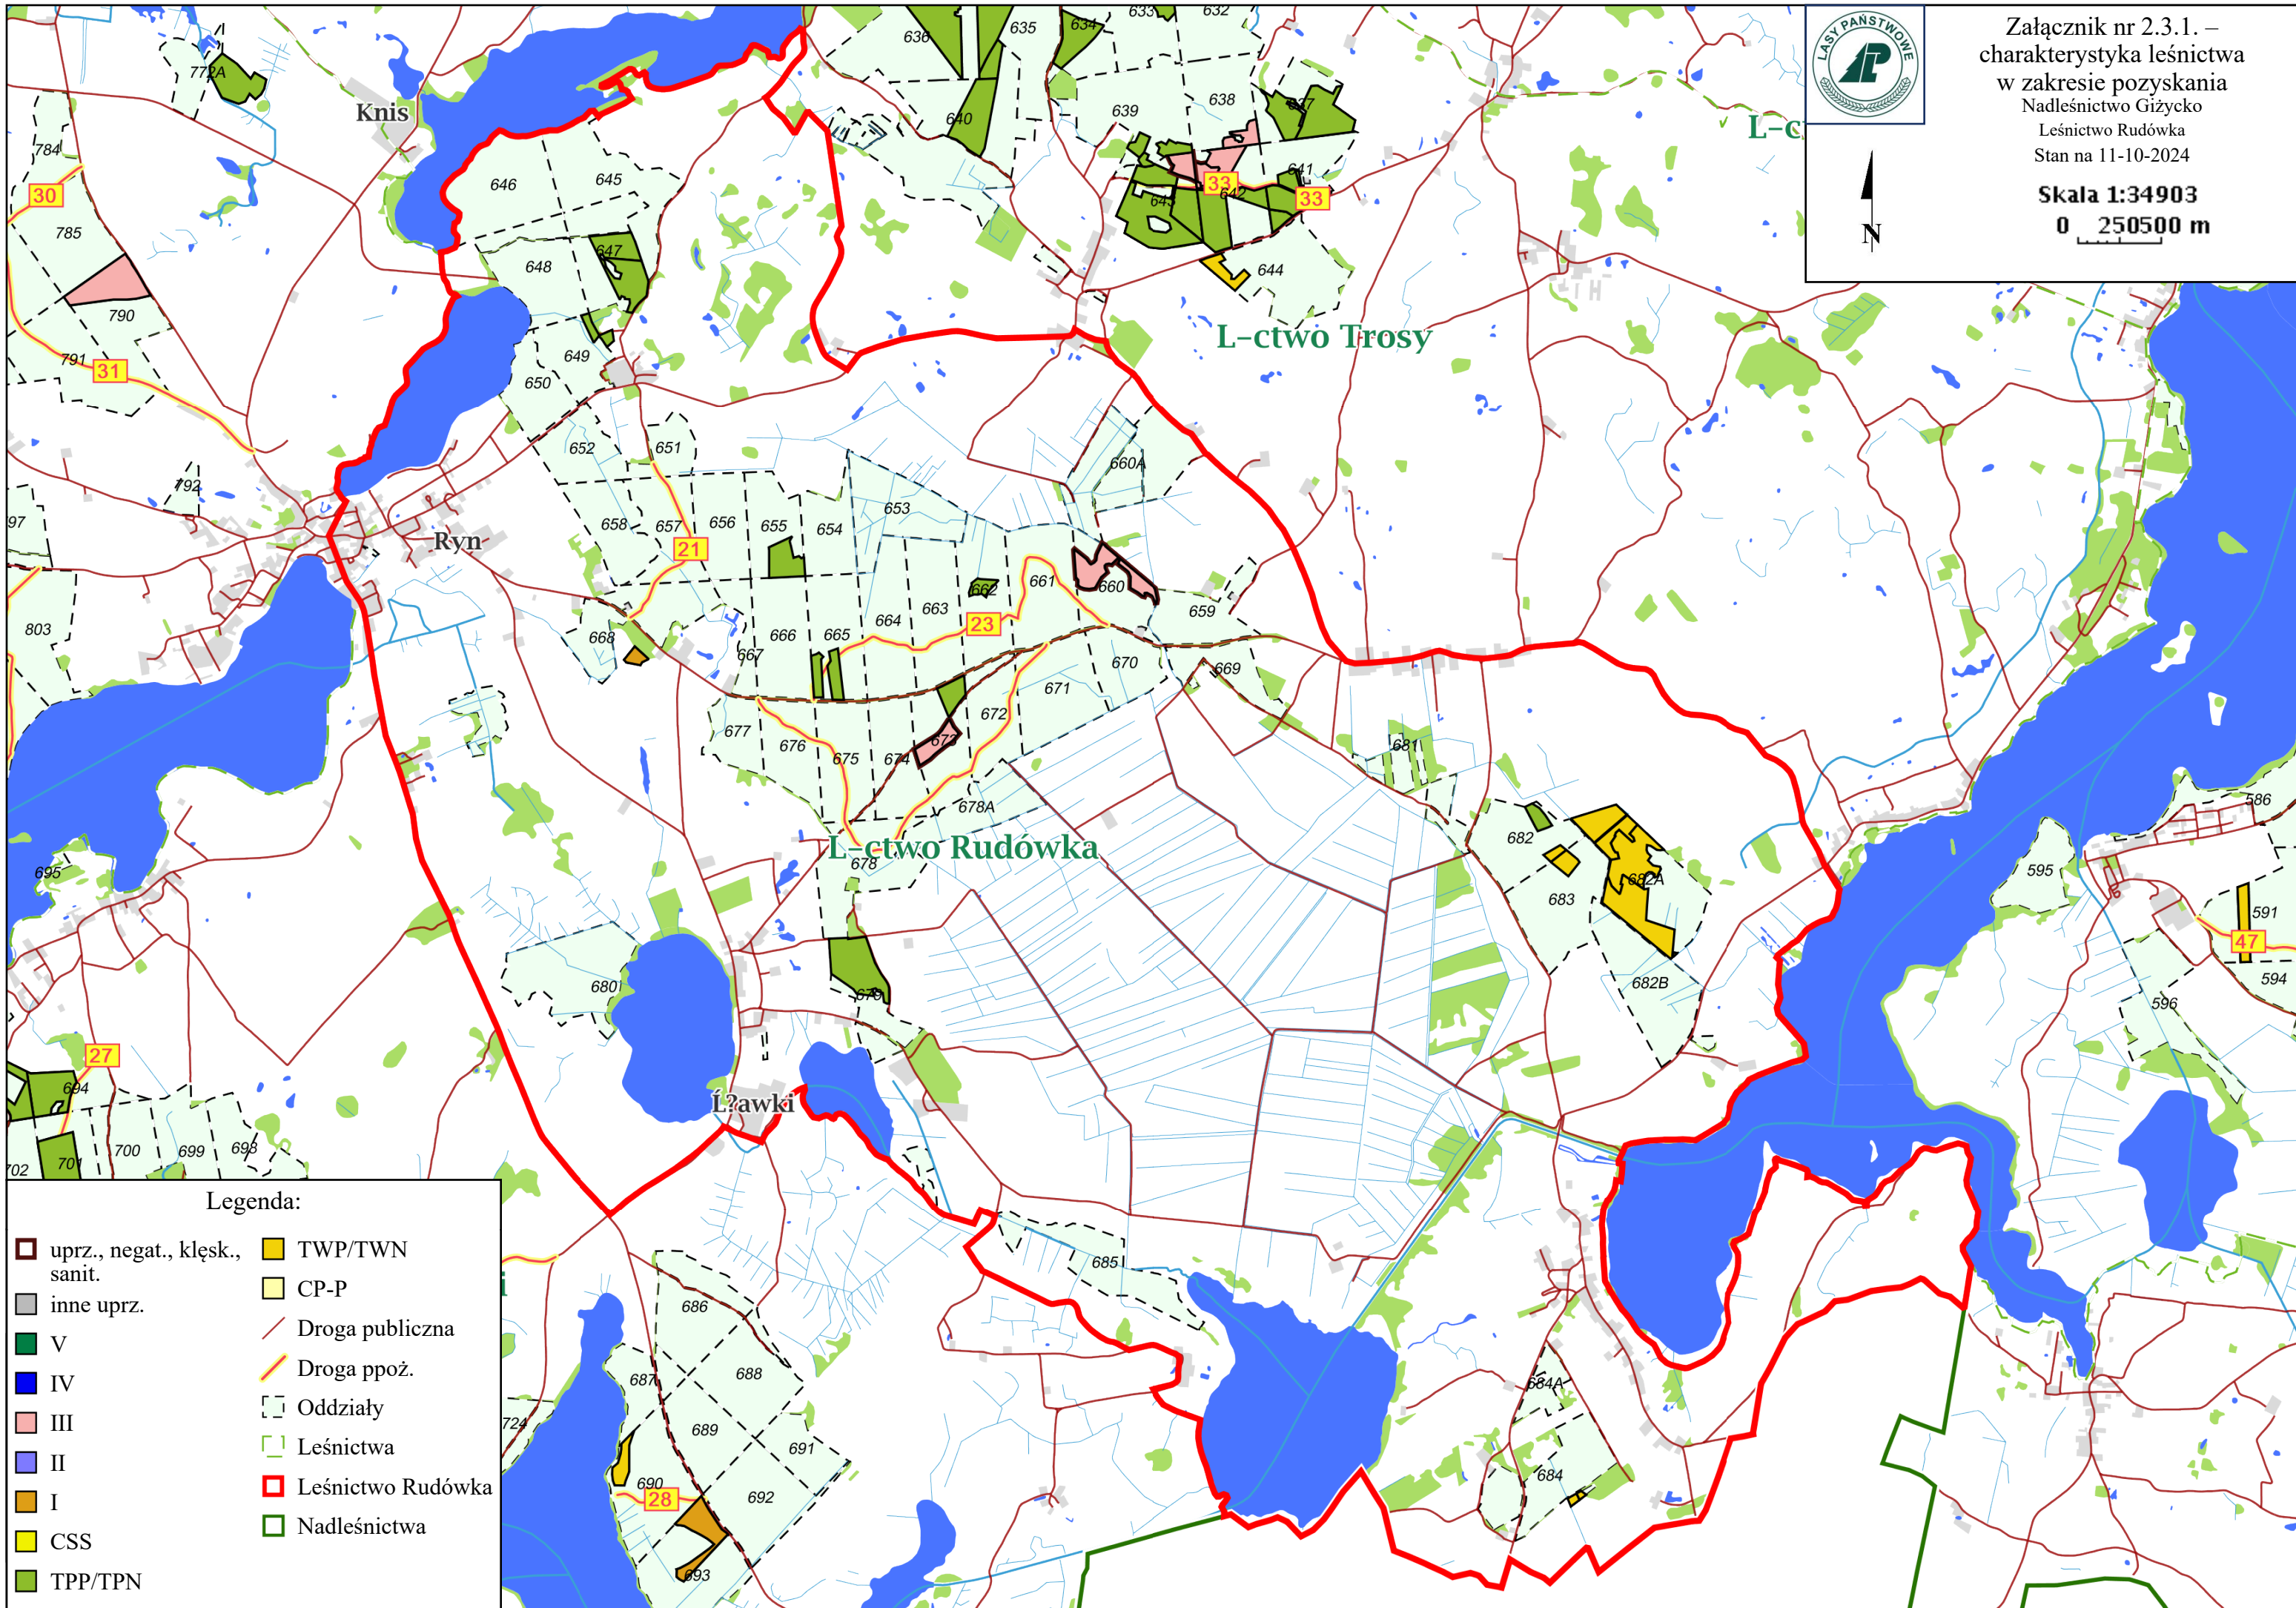 LASY PAŃSTWOWE
Załącznik nr 2.3.1. –
charakterystyka leśnictwa
w zakresie pozyskania
Nadleśnictwo Giżycko
Leśnictwo Rudówka
Stan na 11-10-2024
Skala 1:34903
0 250500 m
N
L-c
636
635
634
633
632
772A
Knis
640
639
638
637
784
30
646
645
641
33
642
33
643
785
647
648
644
790
L-ctwo Trosy
649
791
31
650
652
651
660A
792
97
653
658
657
656
655
654
Ryn
21
661
660
662
663
659
803
664
23
668
666
665
667
670
669
671
672
677
676
673
675
674
681
678A
586
682
L-ctwo Rudówka
678
695
595
682A
683
591
47
680
679
682B
594
596
27
694
Ĺ?awki
700
699
698
702
701
685
i
686
687
688
684A
724
689
691
690
684
28
692
693
Legenda:
uprz., negat., klęsk.,
sanit.
inne uprz.
V
IV
III
II
I
CSS
TPP/TPN
TWP/TWN
CP-P
Droga publiczna
Droga ppoż.
Oddziały
Leśnictwa
Leśnictwo Rudówka
Nadleśnictwa